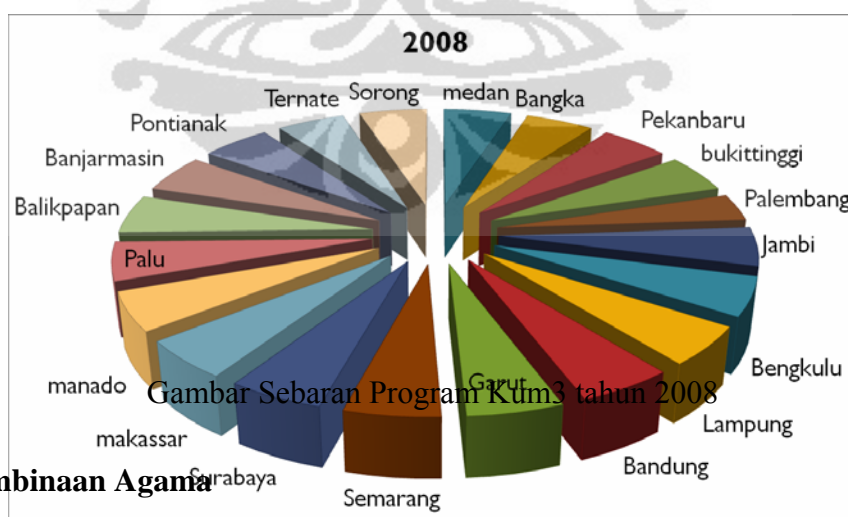 2008
Ternate
Sorong
medan
Bangka
Pontianak
Pekanbaru
Banjarmasin
bukittinggi
Balikpapan
Palembang
Palu
Jambi
manado
Bengkulu
Garut
Gambar Sebaran Program Kum3 tahun 2008
makassar
Lampung
Surabaya
Bandung
mbinaan Agama
Semarang